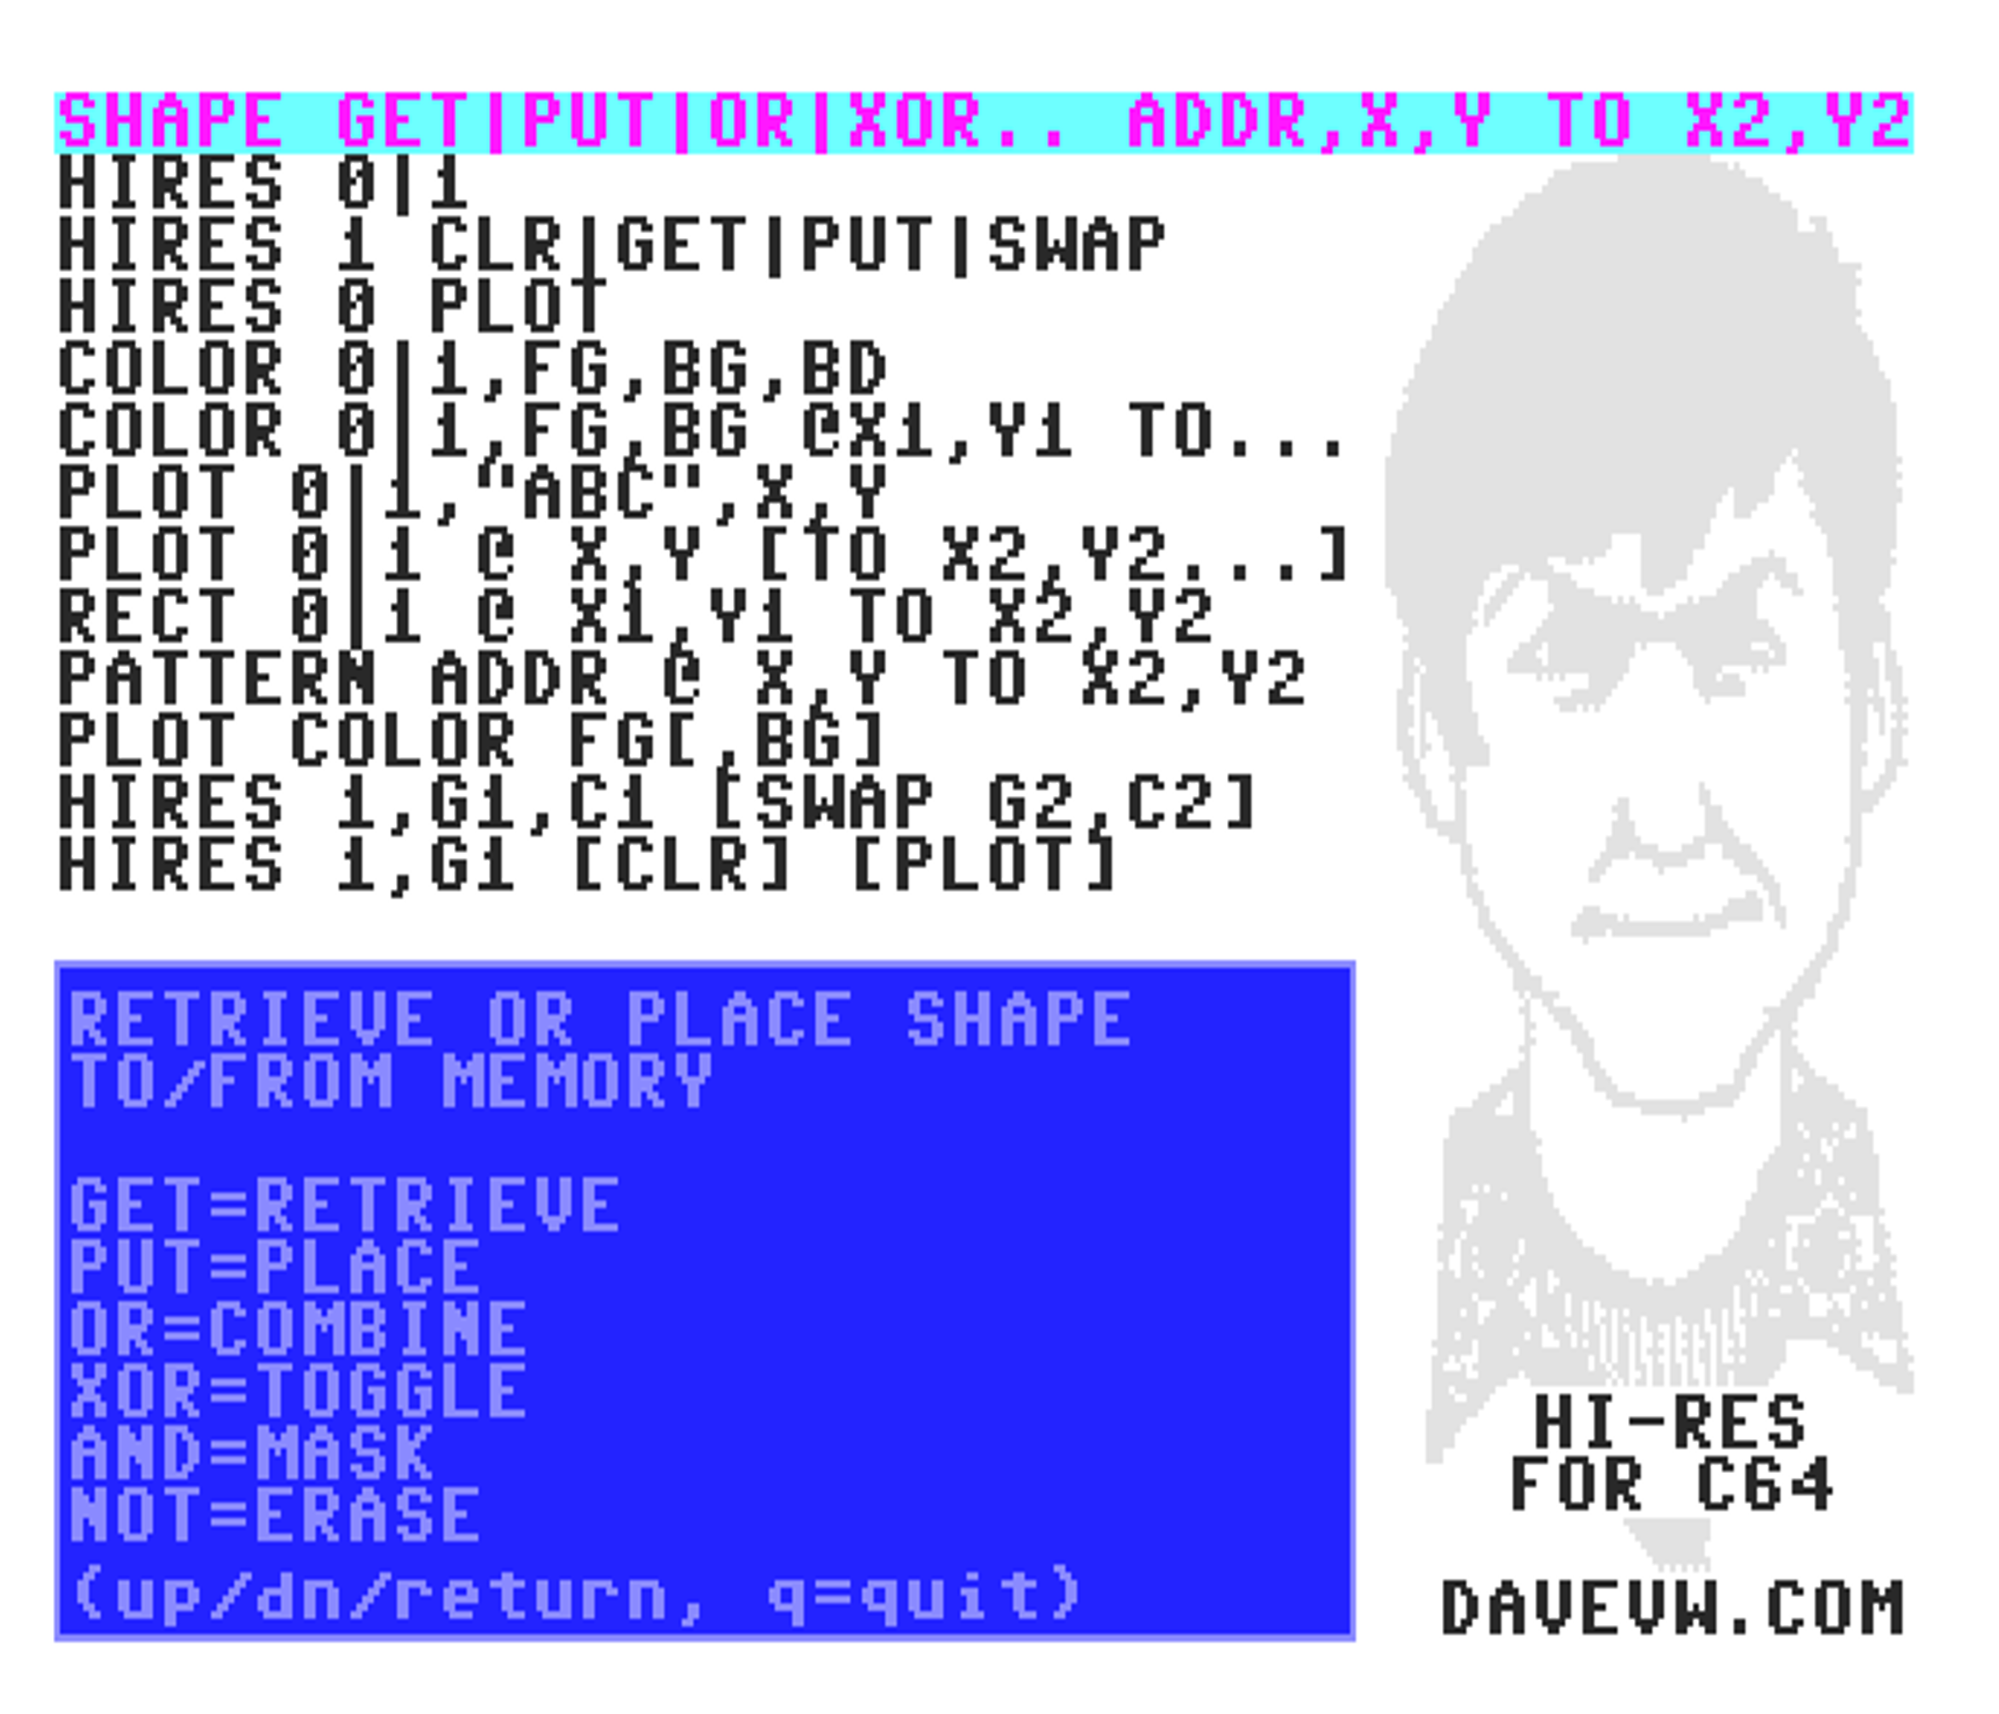 SHAPE GET|PUT|OR|XOR.. ADDR,X,Y TO X2,Y2
HIRES 0|1
HIRES 1 CLR|GET|PUT|SWAP
HIRES 0 PLOT
COLOR 0|1,FG,BG,BD
COLOR 0|1,FG,BG @X1,Y1 TO...
PLOT 0|1,"ABC",X,Y
PLOT 0|1 @ X,Y [TO X2,Y2...]
RECT 0|1 @ X1,Y1 TO X2,Y2
PATTERN ADDR @ X,Y TO X2,Y2
PLOT COLOR FG[,BG]
HIRES 1,G1,C1 [SWAP G2,C2]
HIRES 1,G1 [CLR] [PLOT]
RETRIEVE OR PLACE SHAPE
TO/FROM MEMORY
GET=RETRIEVE
PUT=PLACE
OR=COMBINE
XOR=TOGGLE
AND=MASK
NOT=ERASE
(up/dn/return, q=quit)
HI-RES
FOR C64
DAVEVW.COM